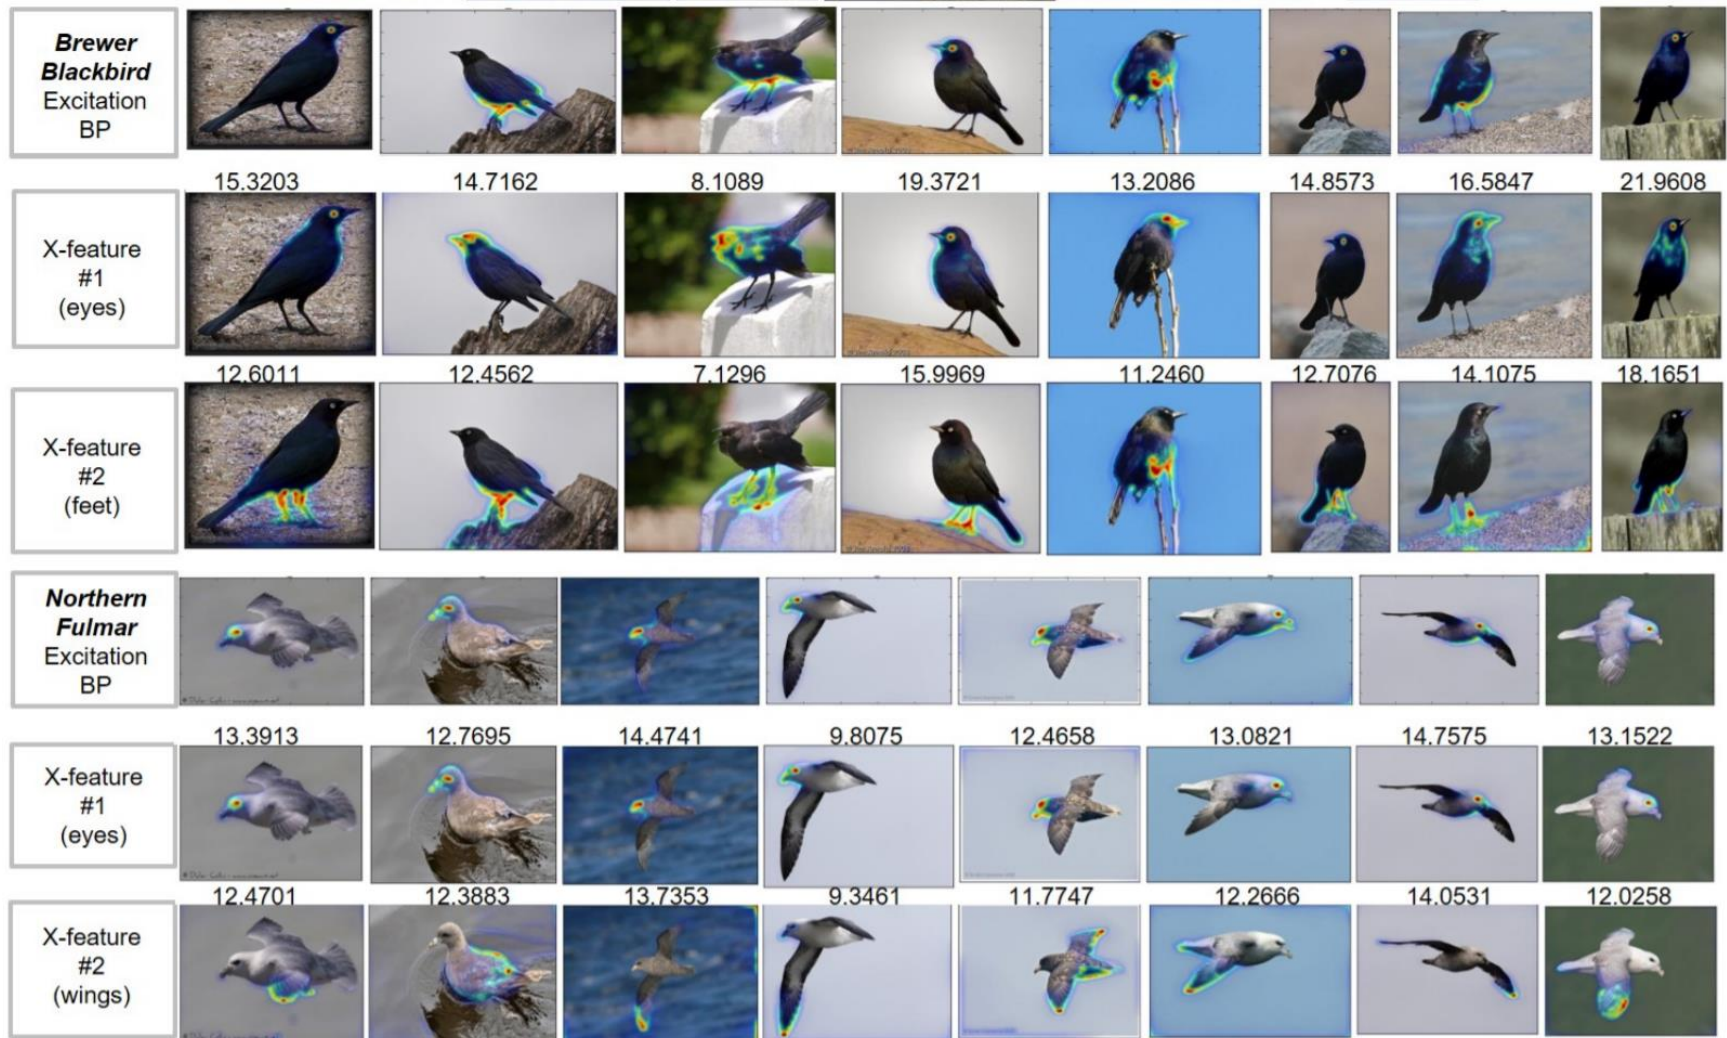 Brewer
Blackbird
Excitation
BP
15.3203 14.7162 8.1089 19.3721 13.2086 14.8573 16.5847 21.9608
X-feature
#1
(eyes)
12.6011 12.4562 7.1296 15.9969 11.2460 12.7076 14.1075 18.1651
X-feature
#2
(feet)
Northern
Fulmar
Excitation
BP
13.3913 12.7695 14.4741 9.8075 12.4658 13.0821 14.7575 13.1522
X-feature
#1
(eyes)
12.4701 12.3883 13.7353 9.3461 11.7747 12.2666 14.0531 12.0258
X-feature
#2
(wings)